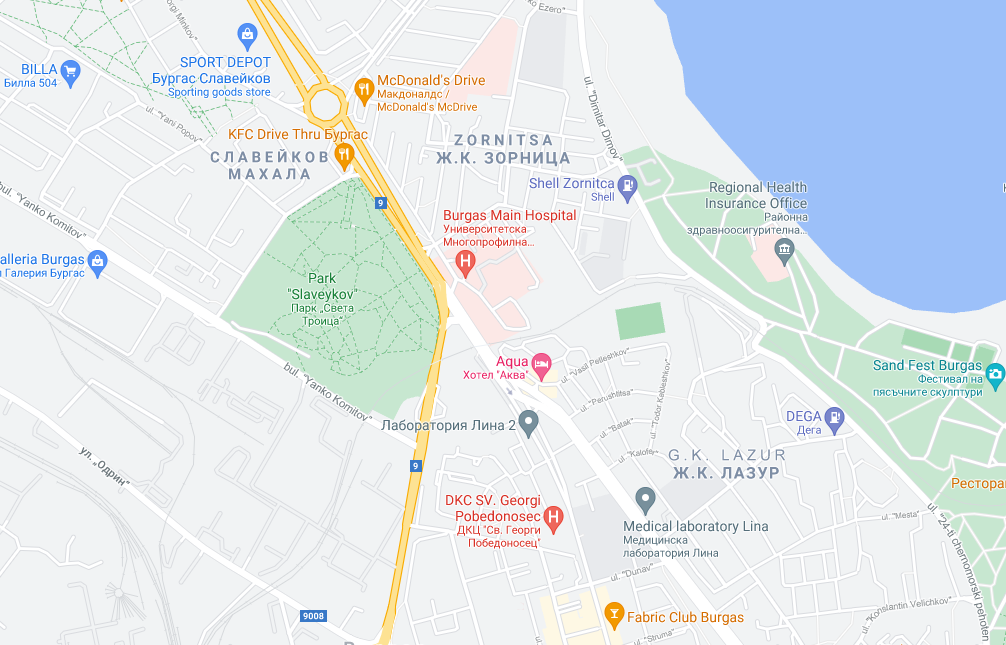 ko Ezero"
SPORT DEPOT
Бургас Славейков
Sporting goods store
BILLA
Билла 504
McDonald's Drive
Макдоналдс /
McDonald's McDrive
ul. "Yani Popov"
KFC Drive Thru Бургас
СЛАВЕЙКОВ
МАХАЛА
ZORNITSA
Ж.К. ЗОРНИЦА
ul. "Dimitar Dimov"
Shell Zornitca
Shell
Regional Health
Insurance Office
Районна
здравноосигурителна...
9
bul. "Yanko Komitov"
Burgas Main Hospital
Университетска
Многопрофилна...
H
alleria Burgas
л Галерия Бургас
Park
"Slaveykov"
Парк „Света
Троица“
Aqua
Хотел "Аква"
ul. "Vasil Petleshkov"
ul. "Perushtitsa"
ul. "Todor Kableshkov"
ul. "Batak"
ul. "Kalofer"
Sand Fest Burgas
Фестивал на
пясъчните скулптури
bul. "Yanko Komitov"
Лаборатория Лина 2
DEGA
Дега
G.K. LAZUR
Ж.К. ЛАЗУР
ул. „Одрин“
9
Рестора
DKC SV. Georgi
Pobedonosec
ДКЦ "Св. Георги
Победоносец"
H
Medical laboratory Lina
Медицинска
лаборатория Лина
ul. "Mesta"
ul. "24-ti chernomorski pehoten
ul. "Dunav"
9008
Fabric Club Burgas
ul. "Struma"
ul. "Konstantin Velichkov"